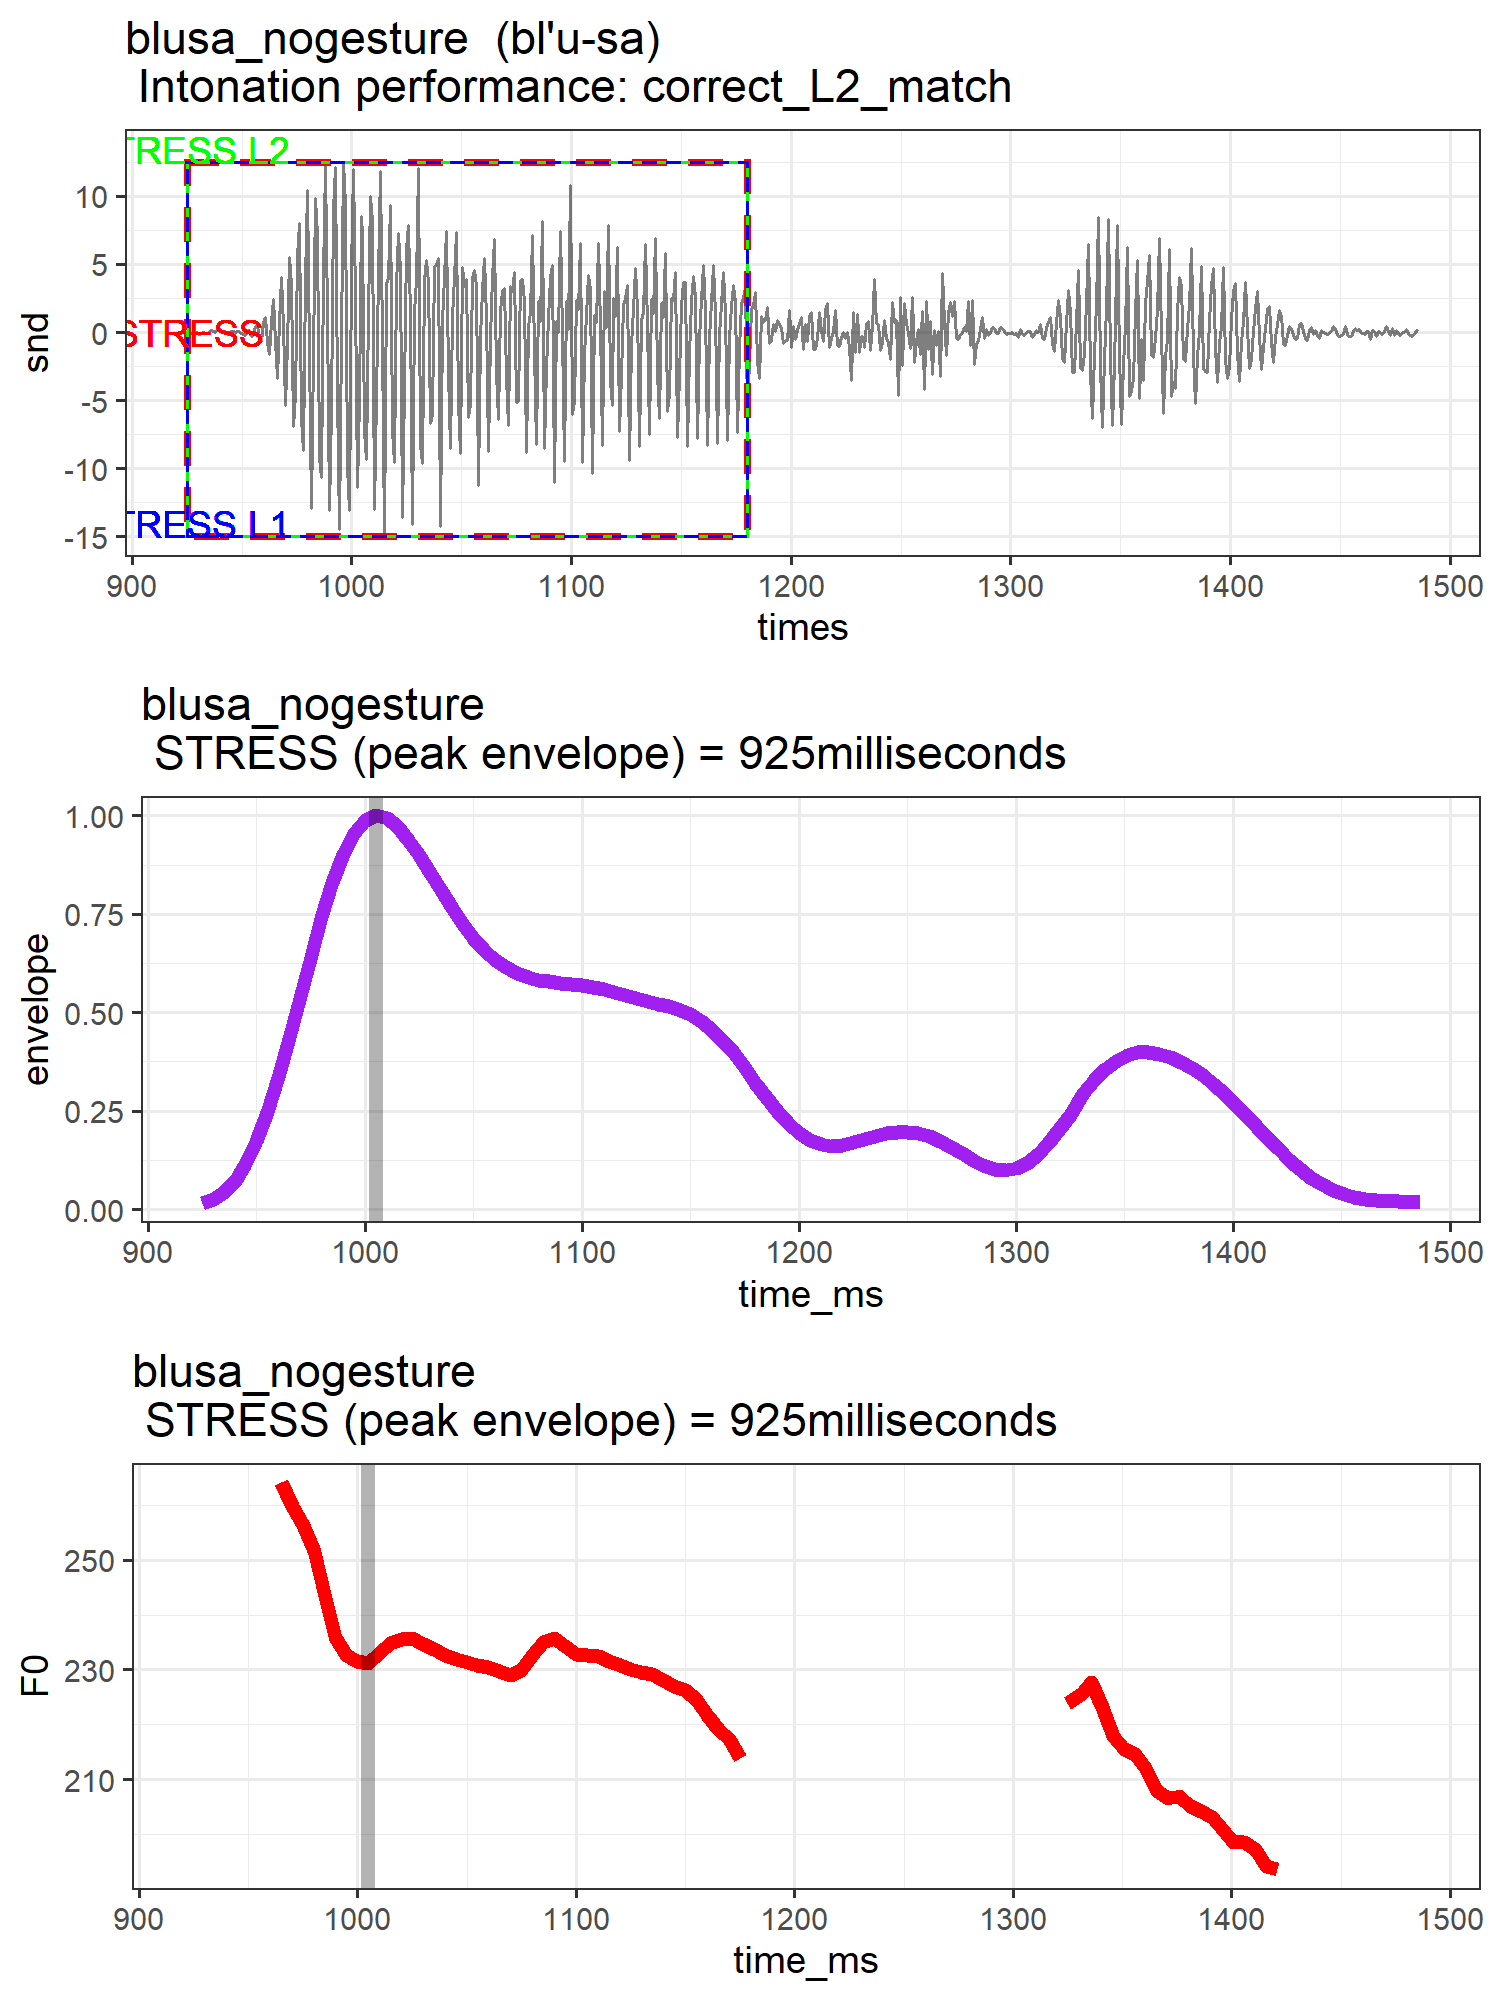 blusa_nogesture  (bl'u-sa)
Intonation performance: correct_L2_match
TRESS L2
STRESS
TRESS L1
10
5
0
-5
-10
-15
snd
900 1000 1100 1200 1300 1400 1500
times
blusa_nogesture
STRESS (peak envelope) = 925milliseconds
1.00
0.75
0.50
0.25
0.00
envelope
900 1000 1100 1200 1300 1400 1500
time_ms
blusa_nogesture
STRESS (peak envelope) = 925milliseconds
250
230
210
F0
900 1000 1100 1200 1300 1400 1500
time_ms